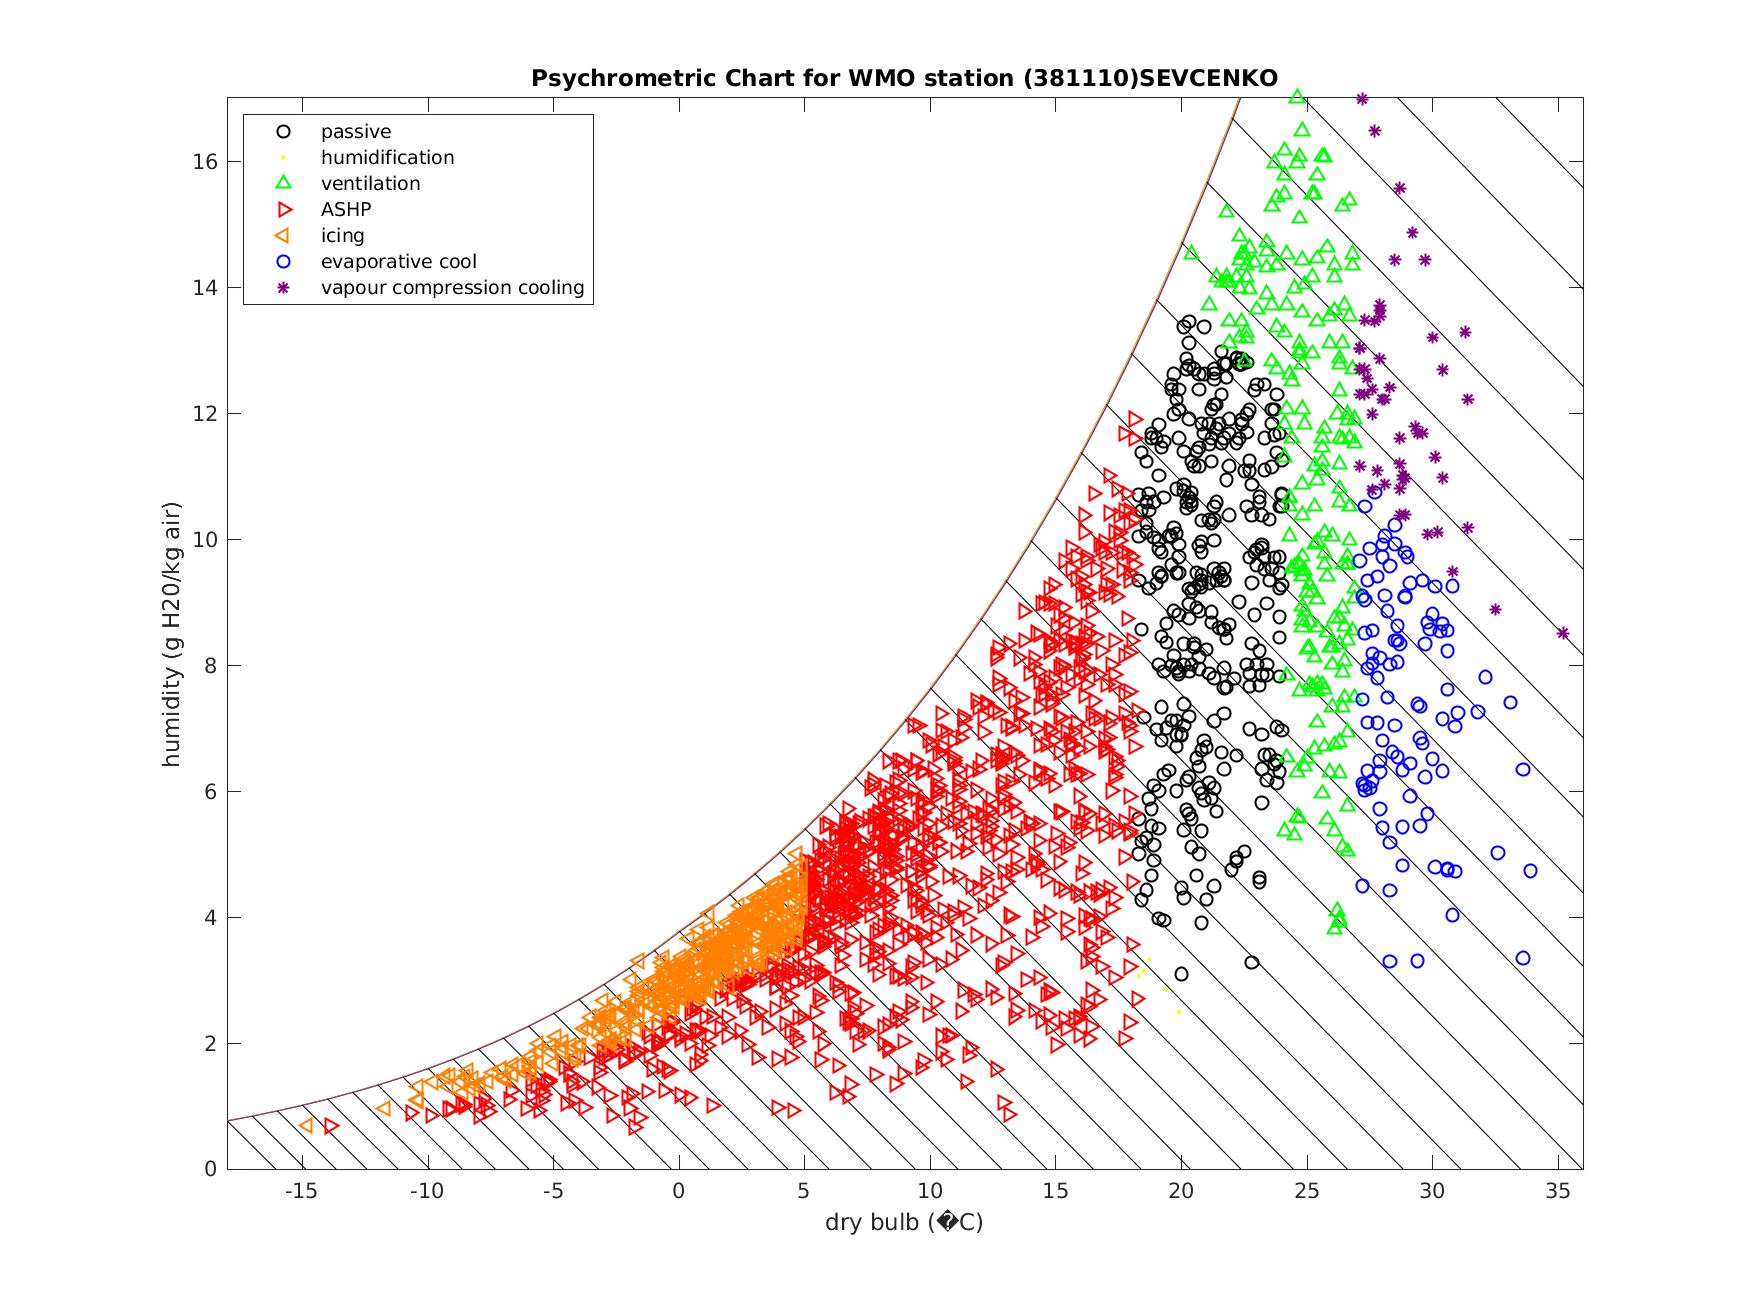 Psychrometric Chart for WMO station (381110)SEVCENKO
passive
humidification
ventilation
ASHP
icing
evaporative cool
vapour compression cooling
humidity (g H20/kg air)
16
14
12
10
8
6
4
2
0
-15 -10 -5 0 5 10 15 20 25 30 35
dry bulb (�C)